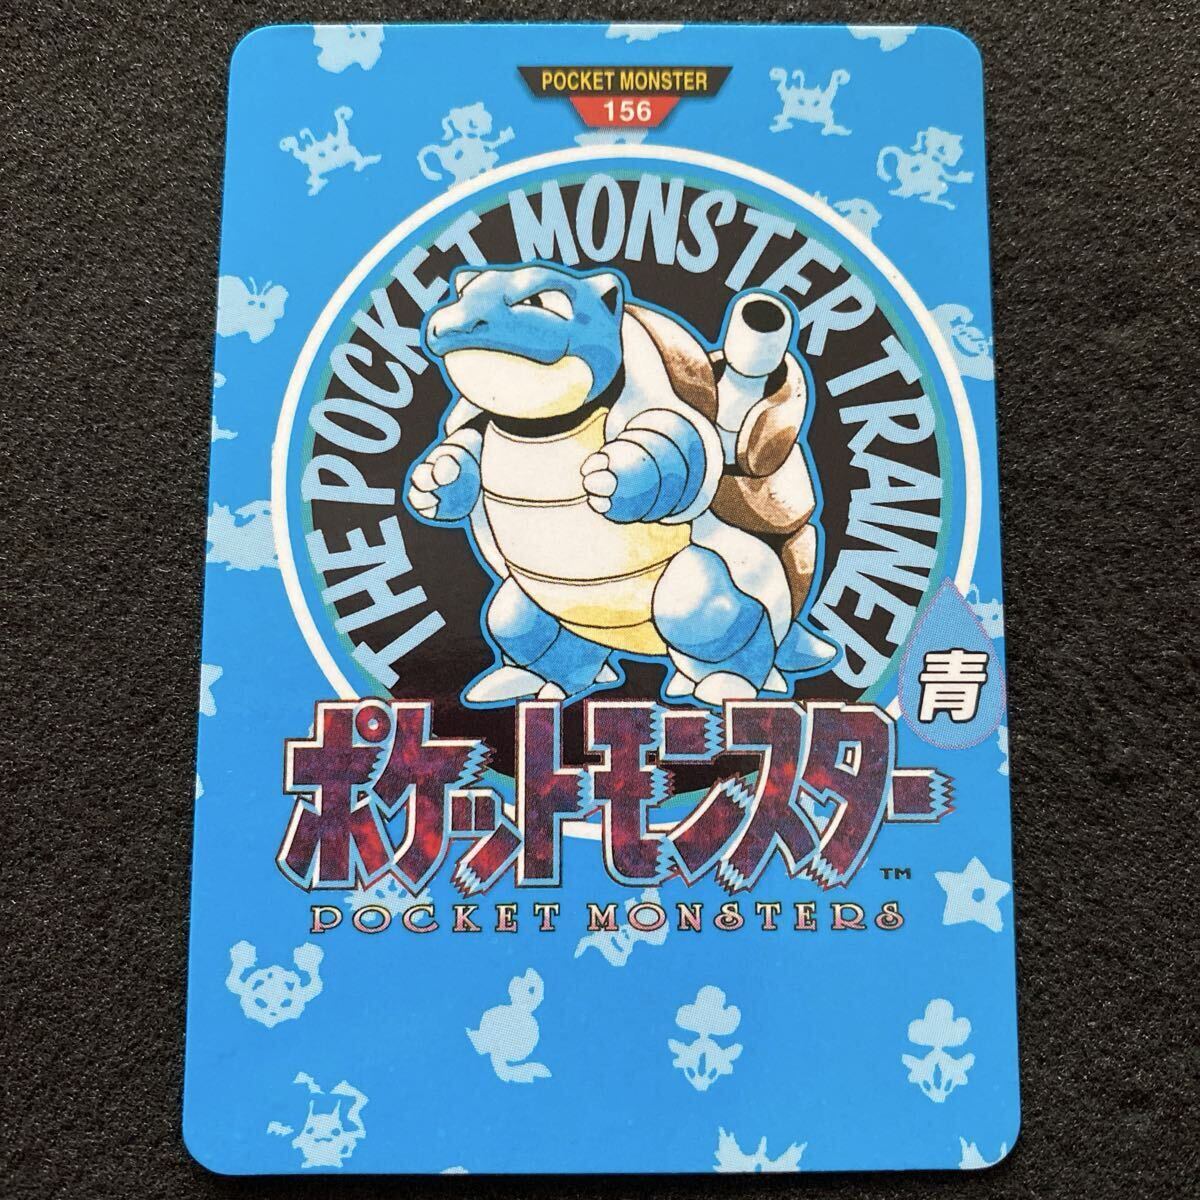 POCKET MONSTER
156
THE POCKET MONSTER TRAINER
青
ポケットモンスター
TM
POCKET MONSTERS